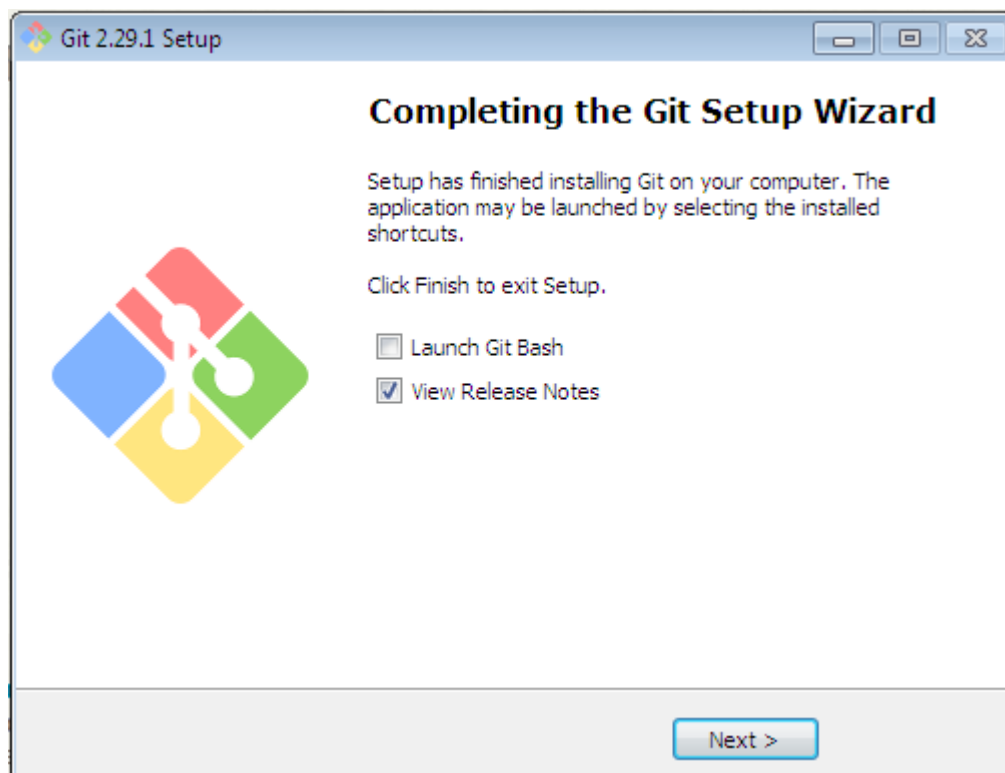 Git 2.29.1 Setup
Completing the Git Setup Wizard
Setup has finished installing Git on your computer. The
application may be launched by selecting the installed
shortcuts.
Click Finish to exit Setup.
Launch Git Bash
View Release Notes
Next >